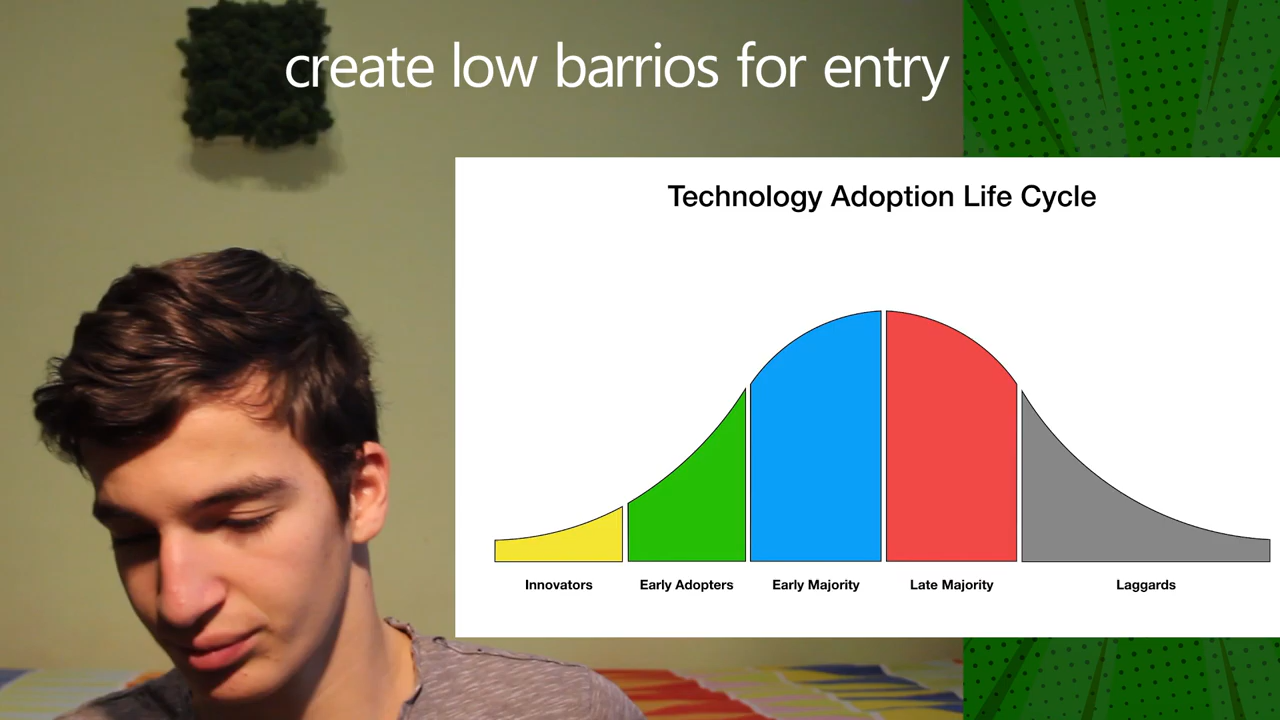 create low barrios for entry
Technology Adoption Life Cycle
Innovators
Early Adopters
Early Majority
Late Majority
Laggards